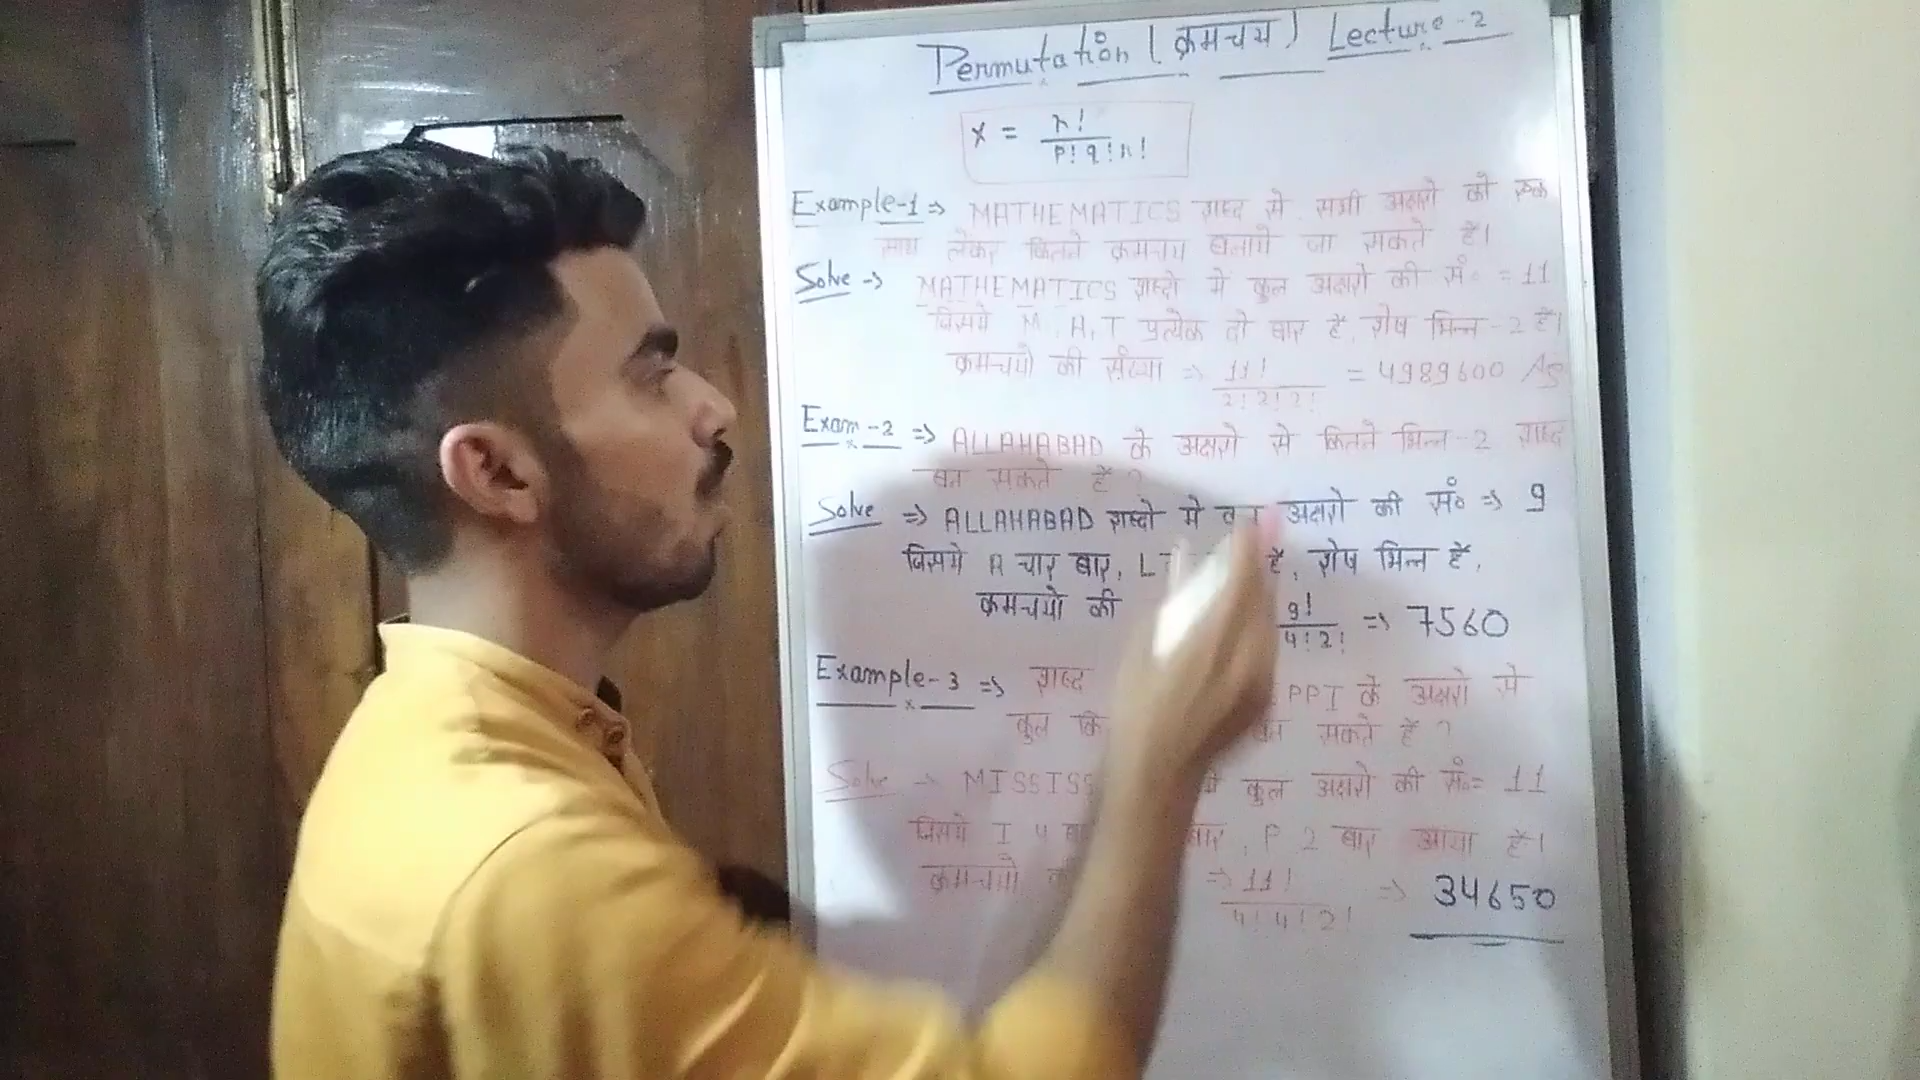 Permutation (क्रमचय) Lecture-2
x = n!
P! q! r!
Example-1 ⇒ MATHEMATICS शब्द से सभी अक्षरो को एक
साथ लेकर कितने क्रमचय बनाये जा सकते है।
Solve → MATHEMATICS शब्दो मे कुल अक्षरो की सं० = 11
जिसमे M, A, T प्रत्येक दो बार है, शेष भिन्न-2 है।
क्रमचयो की संख्या ⇒ 11! = 4989600 Ans
2! 2! 2!
Exam-2 ⇒ ALLAHABAD के अक्षरो से कितने भिन्न-2 शब्द
बन सकते है ?
Solve ⇒ ALLAHABAD शब्दो मे अक्षरो की सं० ⇒ 9
जिसमे A चार बार, L है, शेष भिन्न है,
क्रमचयो की 9! ⇒ 7560
4! 2!
Example-3 ⇒ शब्द PPI के अक्षरो से
कुल कि बन सकते है ?
Solve → MISSISS मे कुल अक्षरो की सं०= 11
जिसमे I 4 बार, P 2 बार आया है।
क्रमचयो ⇒ 11! ⇒ 34650
4! 4! 2!